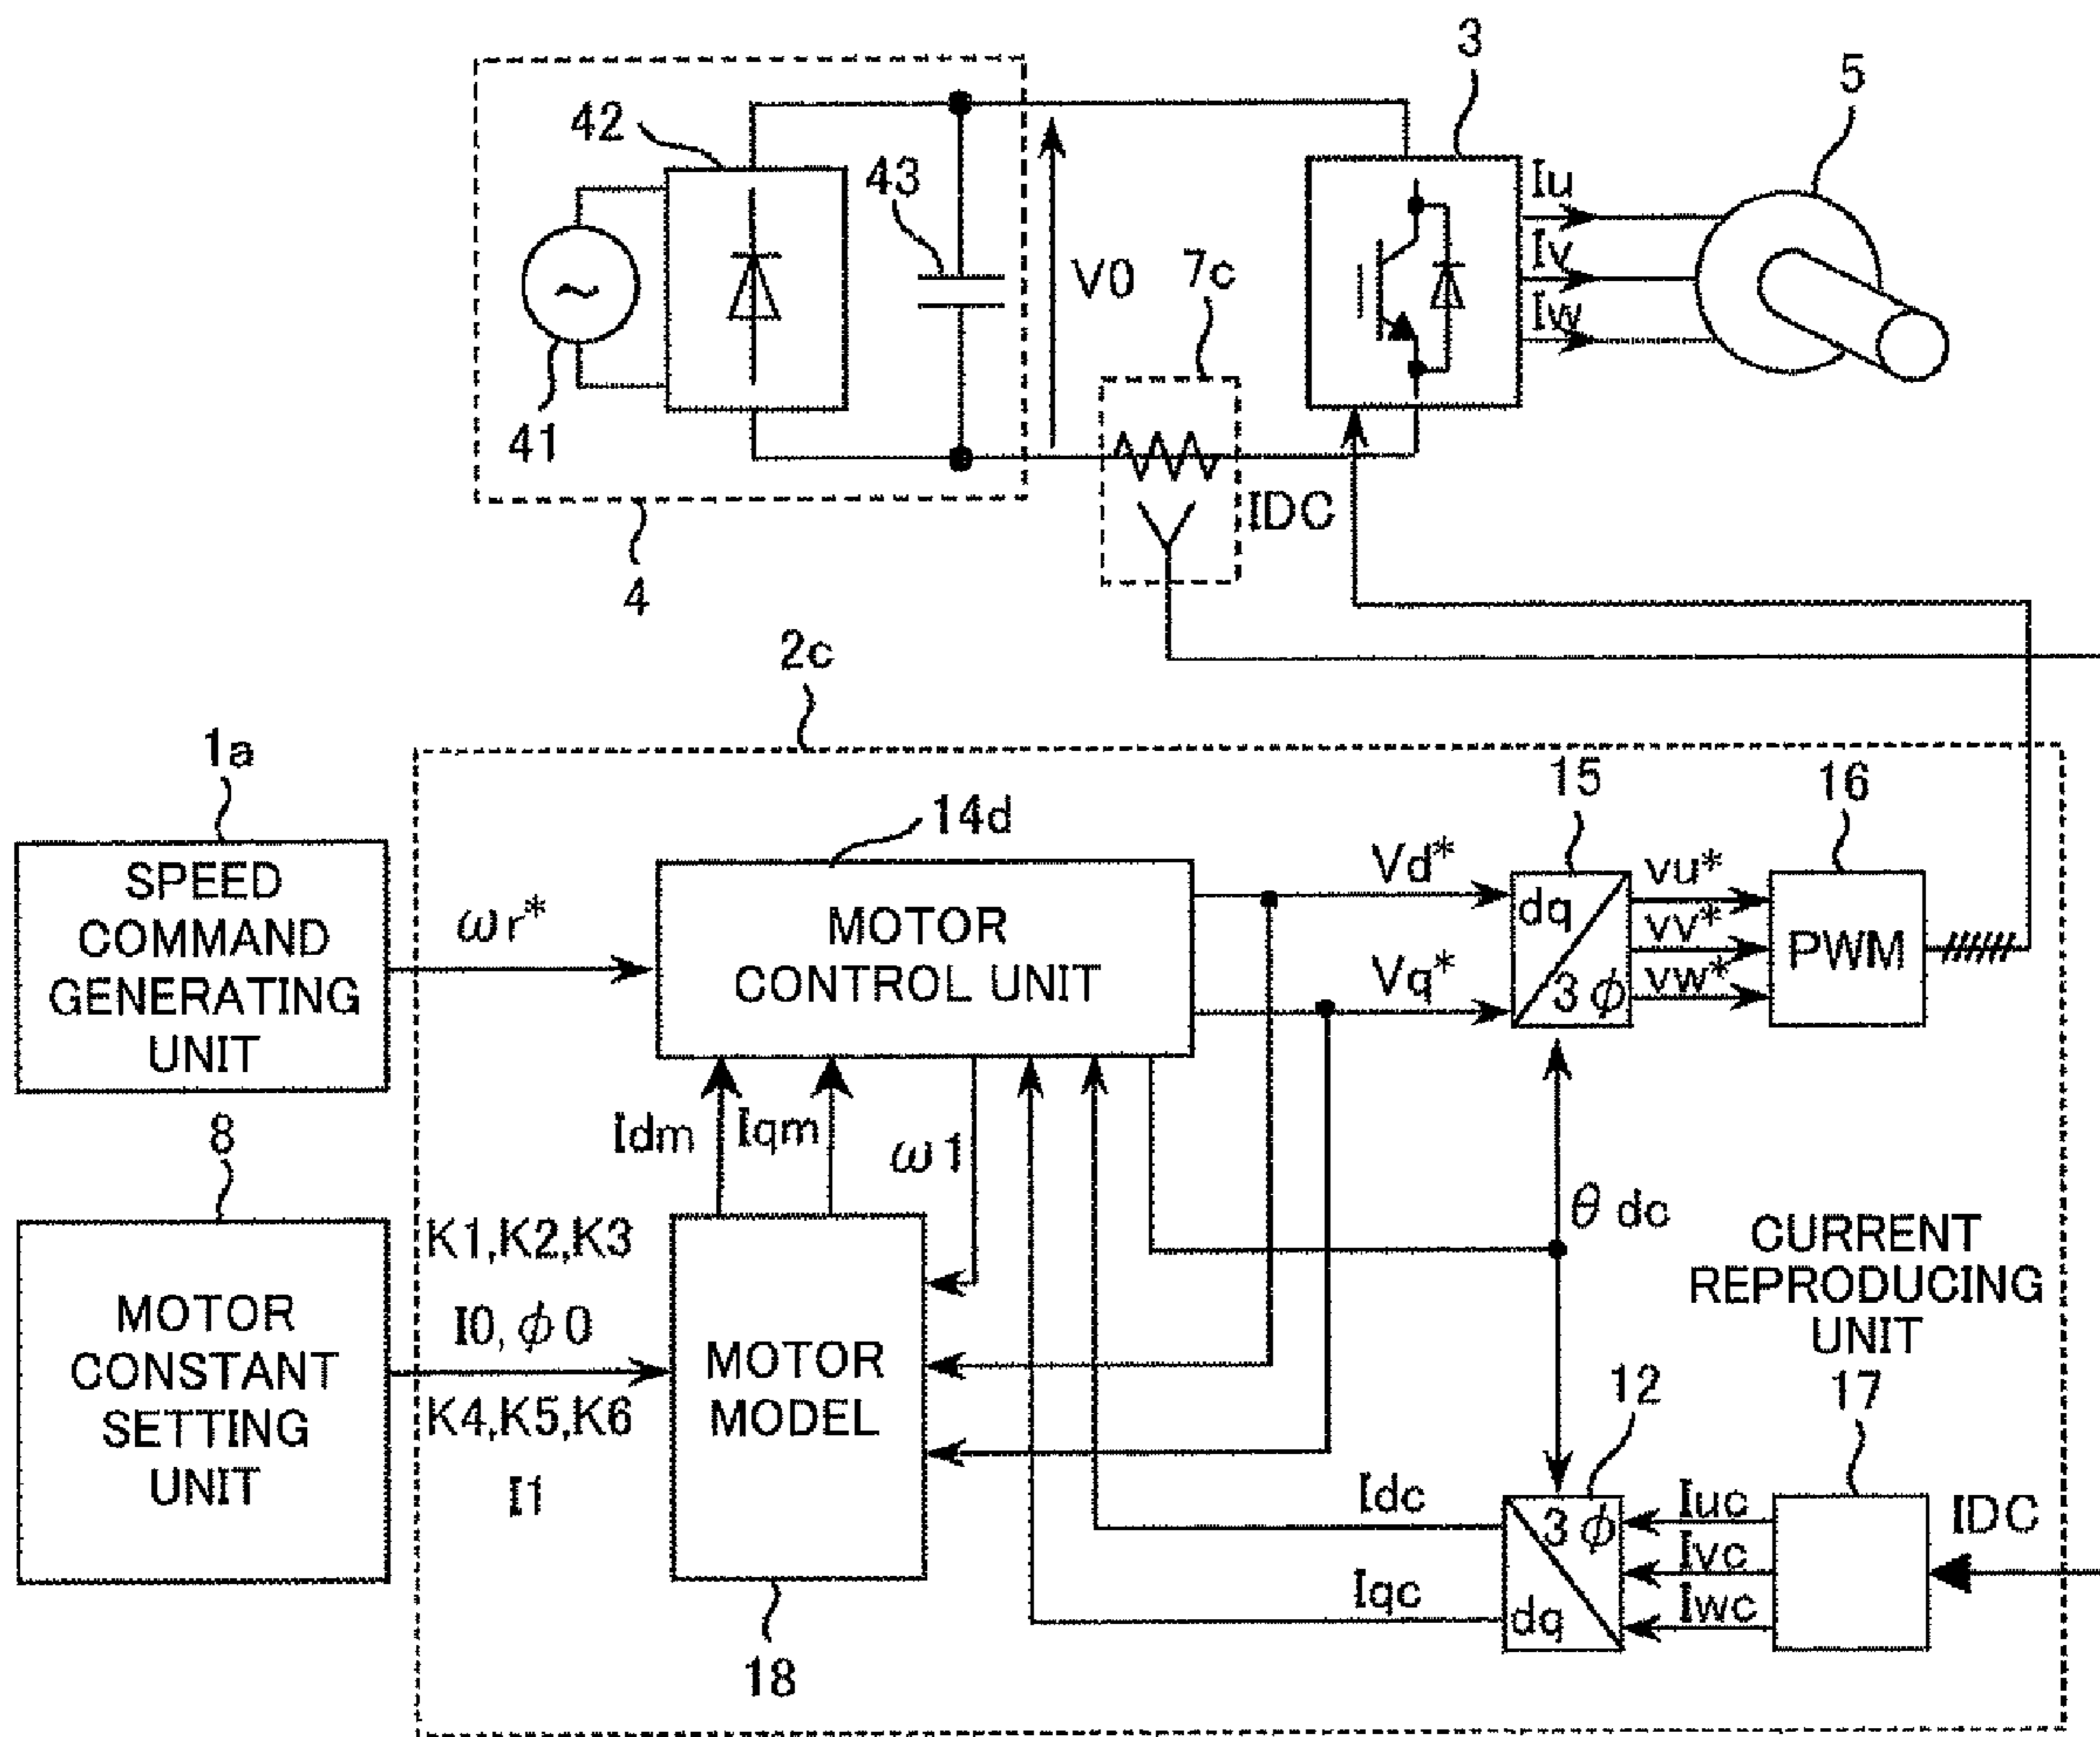 3
5
42
43
Iu
Iv
Iw
V0
7c
~
41
IDC
4
2c
1a
14d
15
16
SPEED
COMMAND
GENERATING
UNIT
ωr*
MOTOR
CONTROL UNIT
Vd*
Vq*
dq
3φ
vu*
vv*
vw*
PWM
8
Idm
Iqm
ω1
θdc
MOTOR
CONSTANT
SETTING
UNIT
K1,K2,K3
I0,φ0
K4,K5,K6
I1
MOTOR
MODEL
18
CURRENT
REPRODUCING
UNIT
12
17
Idc
Iqc
3φ
dq
Iuc
Ivc
Iwc
IDC